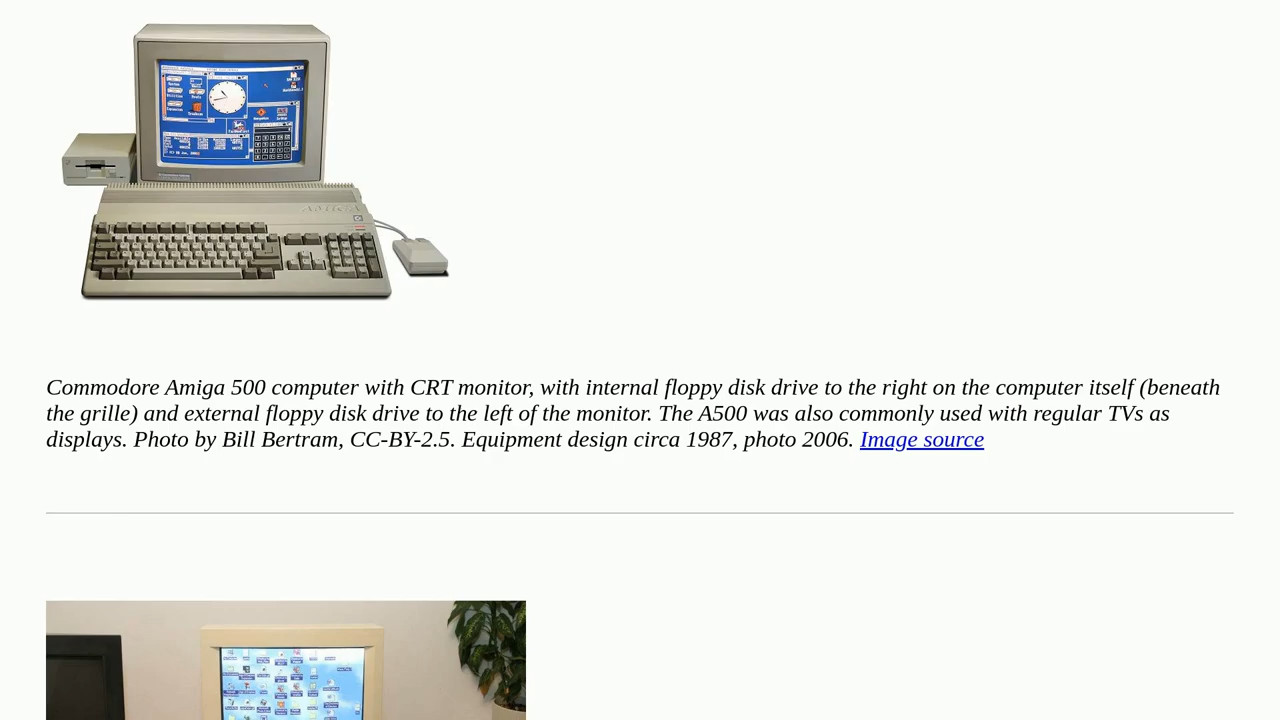 AMIGA
Commodore Amiga 500 computer with CRT monitor, with internal floppy disk drive to the right on the computer itself (beneath
the grille) and external floppy disk drive to the left of the monitor. The A500 was also commonly used with regular TVs as
displays. Photo by Bill Bertram, CC-BY-2.5. Equipment design circa 1987, photo 2006. Image source